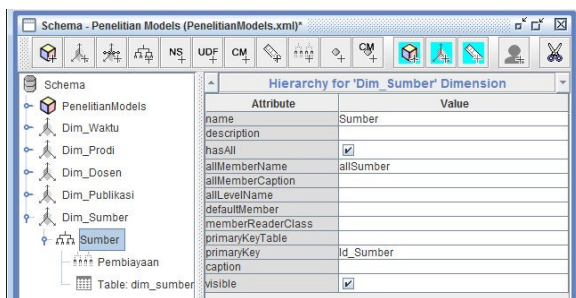 Schema - Penelitian Models (PenelitianModels.xml)*
NS UDF CM CM
Schema
PenelitianModels
Dim_Waktu
Dim_Prodi
Dim_Dosen
Dim_Publikasi
Dim_Sumber
Sumber
Pembiayaan
Table: dim_sumber
Hierarchy for 'Dim_Sumber' Dimension
Attribute Value
name Sumber
description
hasAll
allMemberName allSumber
allMemberCaption
allLevelName
defaultMember
memberReaderClass
primaryKeyTable
primaryKey Id_Sumber
caption
visible